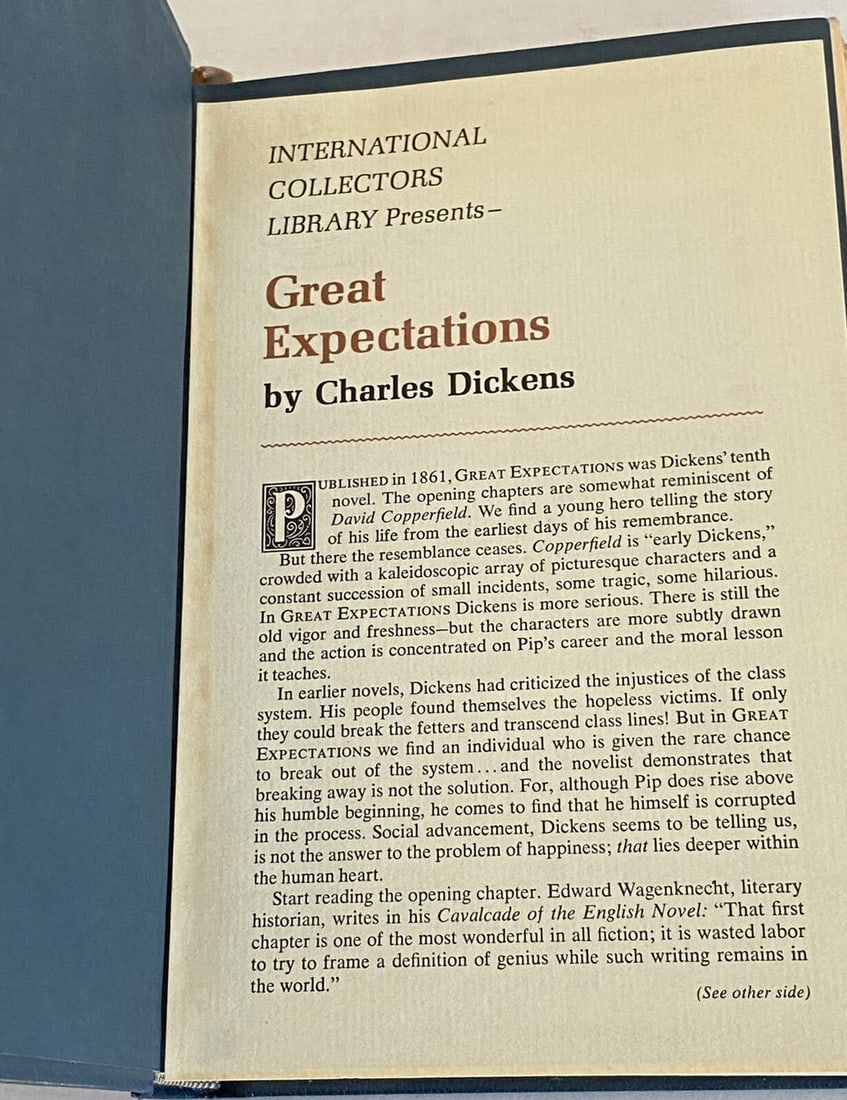 INTERNATIONAL
COLLECTORS
LIBRARY Presents—
Great
Expectations
by Charles Dickens
PUBLISHED in 1861, GREAT EXPECTATIONS was Dickens' tenth
novel. The opening chapters are somewhat reminiscent of
David Copperfield. We find a young hero telling the story
of his life from the earliest days of his remembrance.
But there the resemblance ceases. Copperfield is “early Dickens,”
crowded with a kaleidoscopic array of picturesque characters and a
constant succession of small incidents, some tragic, some hilarious.
In GREAT EXPECTATIONS Dickens is more serious. There is still the
old vigor and freshness—but the characters are more subtly drawn
and the action is concentrated on Pip's career and the moral lesson
it teaches.
In earlier novels, Dickens had criticized the injustices of the class
system. His people found themselves the hopeless victims. If only
they could break the fetters and transcend class lines! But in GREAT
EXPECTATIONS we find an individual who is given the rare chance
to break out of the system...and the novelist demonstrates that
breaking away is not the solution. For, although Pip does rise above
his humble beginning, he comes to find that he himself is corrupted
in the process. Social advancement, Dickens seems to be telling us,
is not the answer to the problem of happiness; that lies deeper within
the human heart.
Start reading the opening chapter. Edward Wagenknecht, literary
historian, writes in his Cavalcade of the English Novel: “That first
chapter is one of the most wonderful in all fiction; it is wasted labor
to try to frame a definition of genius while such writing remains in
the world.”
(See other side)